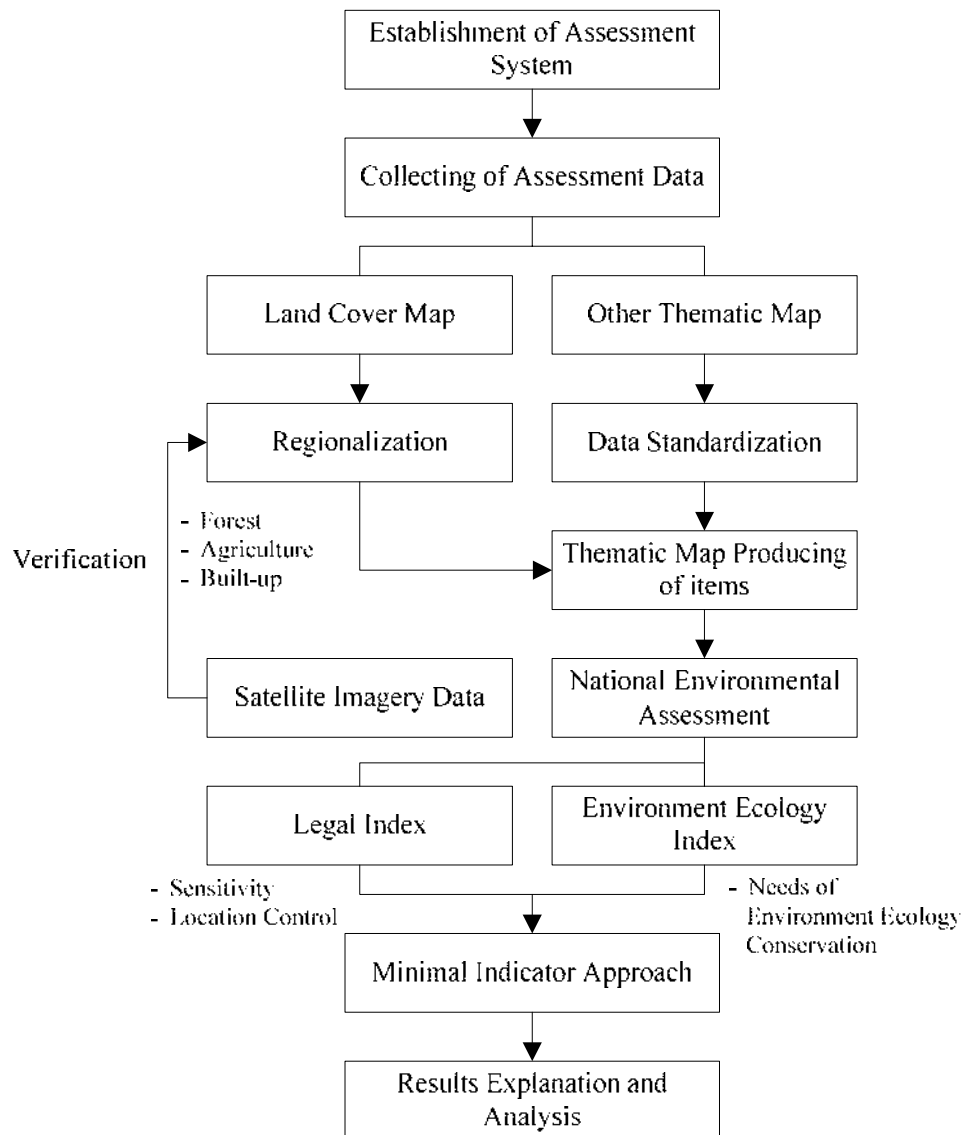 Establishment of Assessment
System
Collecting of Assessment Data
Land Cover Map
Other Thematic Map
Regionalization
Data Standardization
- Forest
- Agriculture
- Built-up
Verification
Thematic Map Producing
of items
Satellite Imagery Data
National Environmental
Assessment
Legal Index
Environment Ecology
Index
- Sensitivity
- Location Control
- Needs of
Environment Ecology
Conservation
Minimal Indicator Approach
Results Explanation and
Analysis